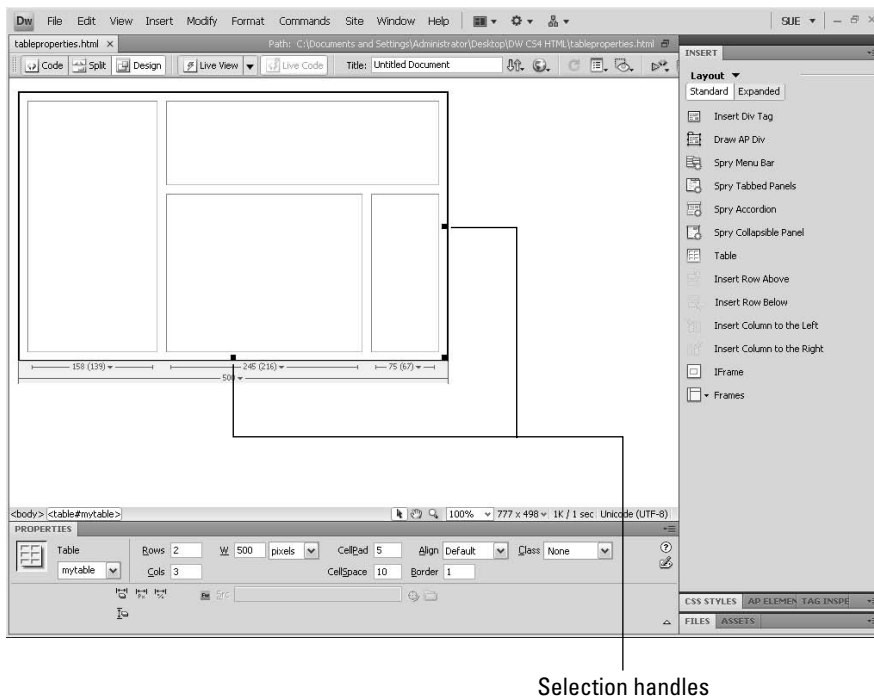 Dw File Edit View Insert Modify Format Commands Site Window Help SUE
tableproperties.html × Path: C:\Documents and Settings\Administrator\Desktop\DW CS4 HTML\tableproperties.html
Code Split Design Live View Live Code Title: Untitled Document
INSERT
Layout
Standard Expanded
Insert Div Tag
Draw AP Div
Spry Menu Bar
Spry Tabbed Panels
Spry Accordion
Spry Collapsible Panel
Table
Insert Row Above
Insert Row Below
Insert Column to the Left
Insert Column to the Right
IFrame
Frames
158 (139) 245 (216) 75 (67)
500
<body> <table#mytable> 100% 777 x 498 1K / 1 sec Unicode (UTF-8)
PROPERTIES
Table Rows 2 W 500 pixels CellPad 5 Align Default Class None
mytable Cols 3 CellSpace 10 Border 1
Fw Src
CSS STYLES AP ELEMEN TAG INSPE
FILES ASSETS
Selection handles